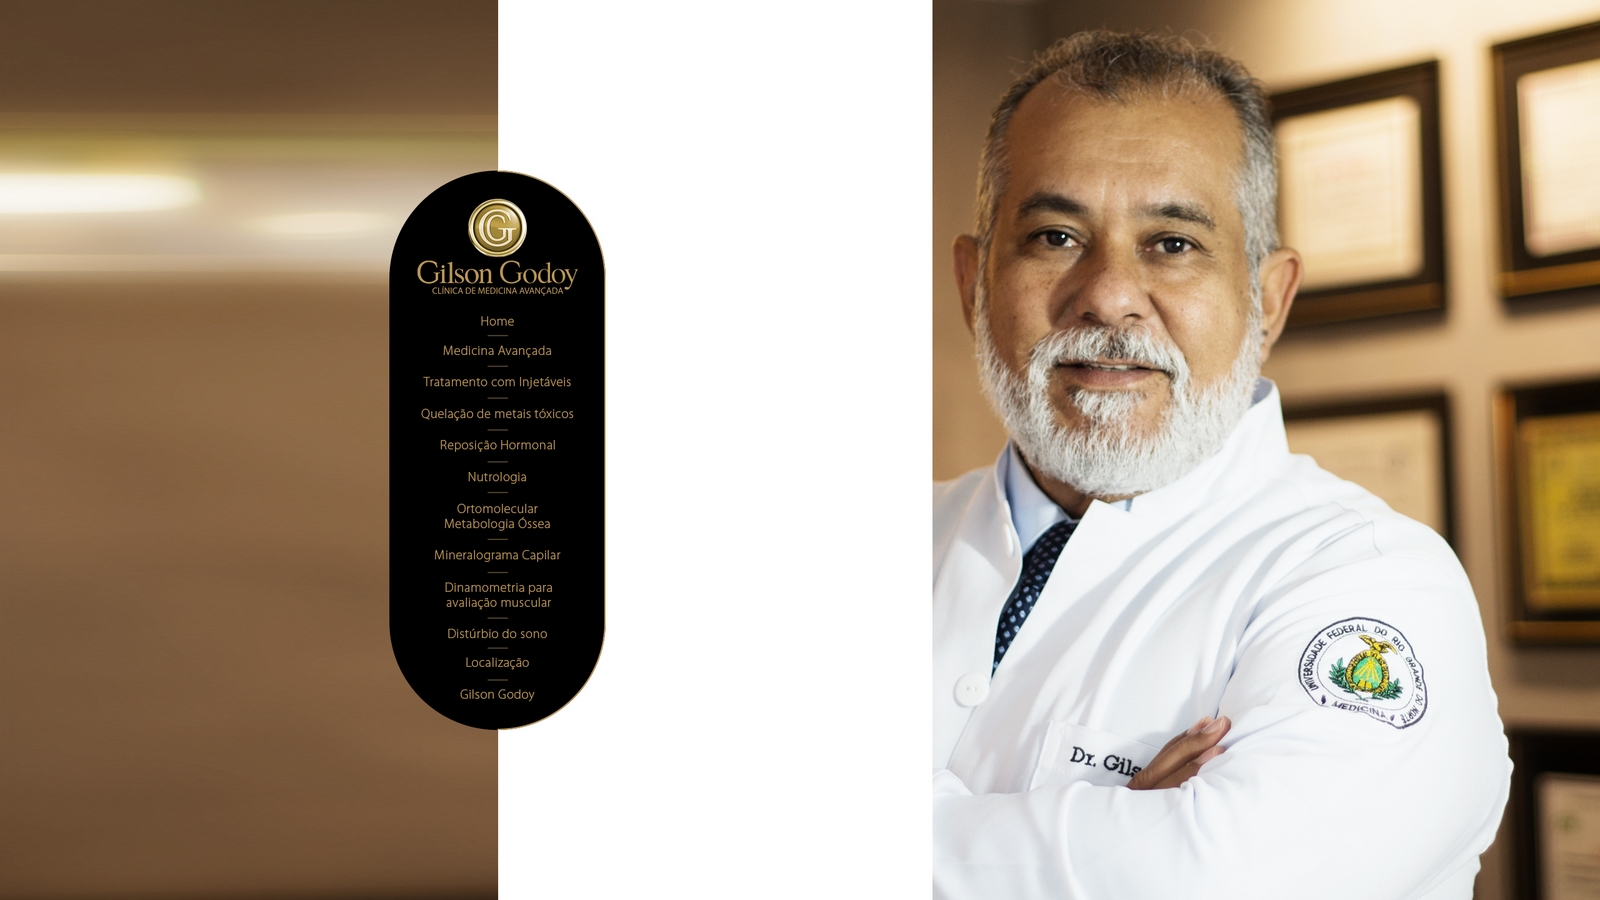 Gilson Godoy
CLÍNICA DE MEDICINA AVANÇADA
Home
Medicina Avançada
Tratamento com Injetáveis
Quelação de metais tóxicos
Reposição Hormonal
Nutrologia
Ortomolecular
Metabologia Óssea
Mineralograma Capilar
Dinamometria para
avaliação muscular
Distúrbio do sono
Localização
Gilson Godoy
UNIVERSIDADE FEDERAL DO RIO GRANDE DO NORTE
MEDICINA
Dr. Gils